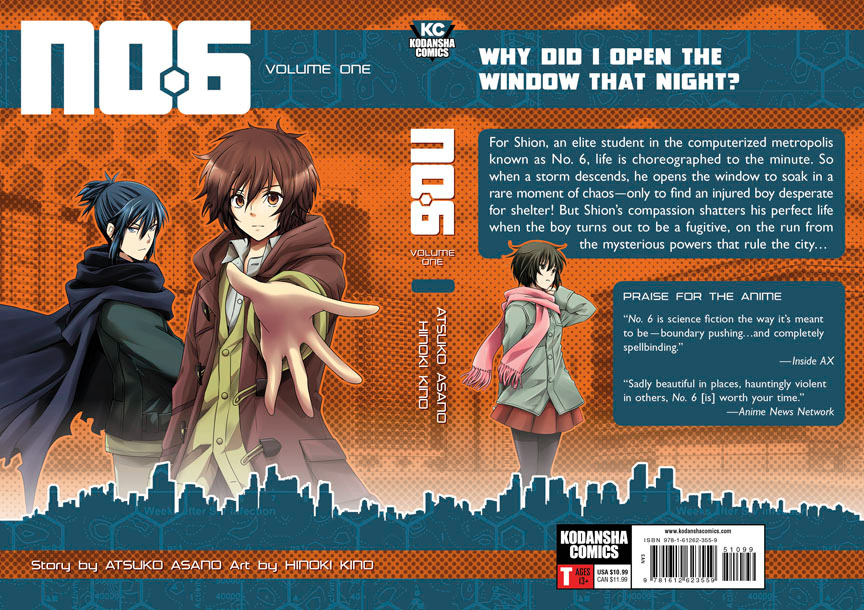 NO.6
VOLUME ONE
Story by ATSUKO ASANO Art by HINOKI KINO
KC
KODANSHA
COMICS
NO.6
VOLUME
ONE
ATSUKO ASANO
HINOKI KINO
WHY DID I OPEN THE
WINDOW THAT NIGHT?
For Shion, an elite student in the computerized metropolis
known as No. 6, life is choreographed to the minute. So
when a storm descends, he opens the window to soak in a
rare moment of chaos—only to find an injured boy desperate
for shelter! But Shion’s compassion shatters his perfect life
when the boy turns out to be a fugitive, on the run from
the mysterious powers that rule the city…
PRAISE FOR THE ANIME
“No. 6 is science fiction the way it’s meant
to be—boundary pushing…and completely
spellbinding.”
—Inside AX
“Sadly beautiful in places, hauntingly violent
in others, No. 6 [is] worth your time.”
—Anime News Network
KODANSHA
COMICS
T AGES
13+
USA $10.99
CAN $11.99
www.kodanshacomics.com
ISBN 978-1-61262-355-9
51099
EAN
9 781612 623559